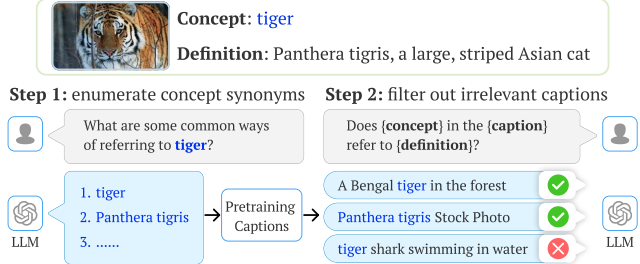 Concept: tiger
Definition: Panthera tigris, a large, striped Asian cat
Step 1: enumerate concept synonyms
What are some common ways
of referring to tiger?
LLM
1. tiger
2. Panthera tigris
3. ......
Pretraining
Captions
Step 2: filter out irrelevant captions
Does {concept} in the {caption}
refer to {definition}?
A Bengal tiger in the forest
Panthera tigris Stock Photo
tiger shark swimming in water
LLM